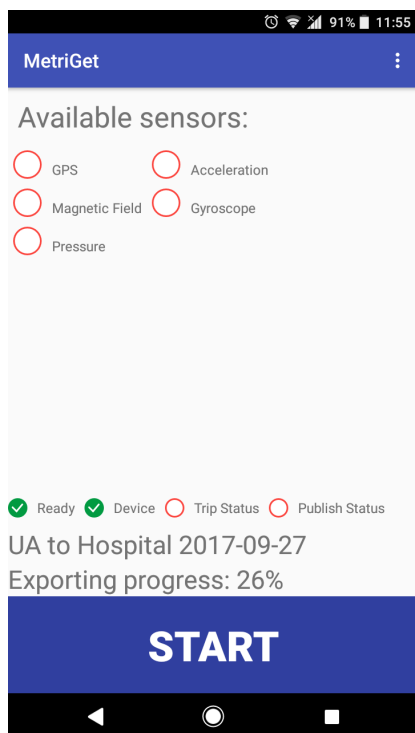 91% 11:55
MetriGet
Available sensors:
GPS Acceleration
Magnetic Field Gyroscope
Pressure
Ready Device Trip Status Publish Status
UA to Hospital 2017-09-27
Exporting progress: 26%
START